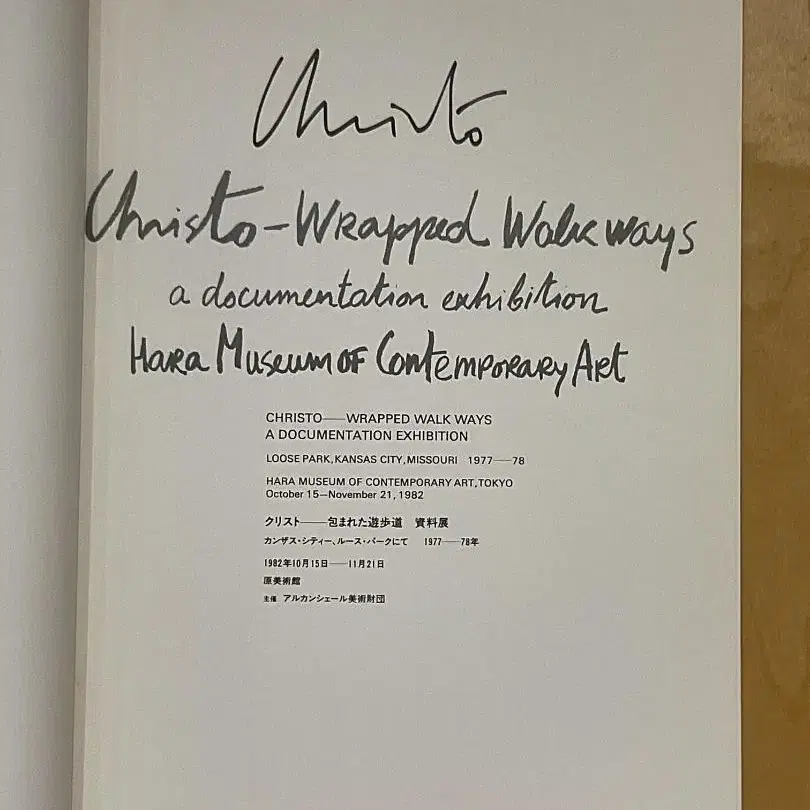 Christo
Christo-Wrapped Walk ways
a documentation exhibition
Hara Museum of Contemporary Art
CHRISTO——WRAPPED WALK WAYS
A DOCUMENTATION EXHIBITION
LOOSE PARK, KANSAS CITY, MISSOURI 1977——78
HARA MUSEUM OF CONTEMPORARY ART, TOKYO
October 15—November 21, 1982
クリスト——包まれた遊歩道 資料展
カンザス・シティー、ルース・パークにて 1977——78年
1982年10月15日——11月21日
原美術館
主催 アルカンシェール美術財団